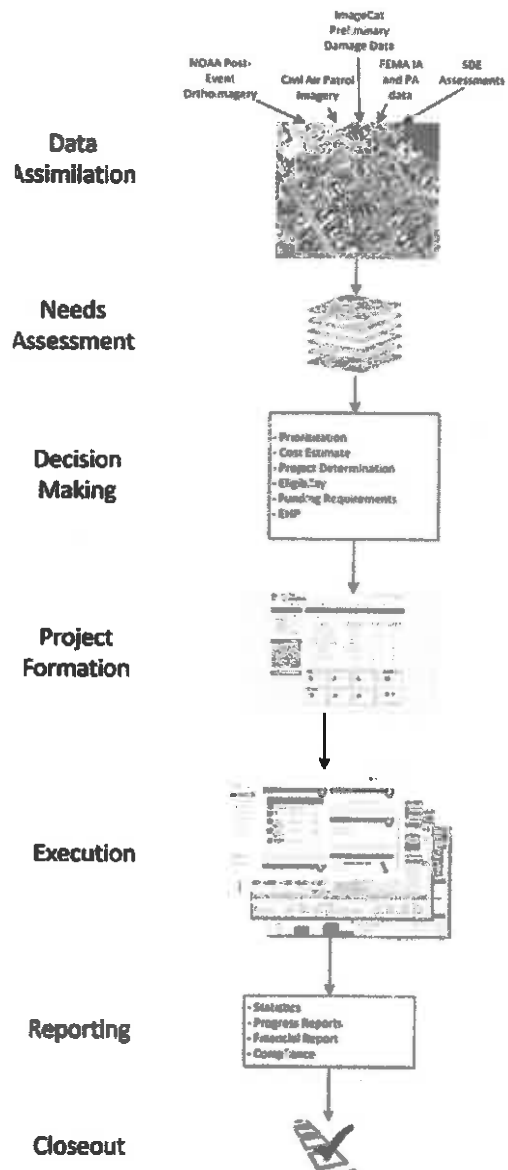 ImageCat
Preliminary
Damage Data
NOAA Post-
Event
Orthoimagery
Civil Air Patrol
Imagery
FEMA IA
and PA
data
SDE
Assessments
Data
Assimilation
Needs
Assessment
Decision
Making
- Prioritization
- Cost Estimate
- Project Determination
- Eligibility
- Funding Requirements
- EHP
Project
Formation
Execution
Reporting
- Statistics
- Progress Reports
- Financial Report
- Compliance
Closeout